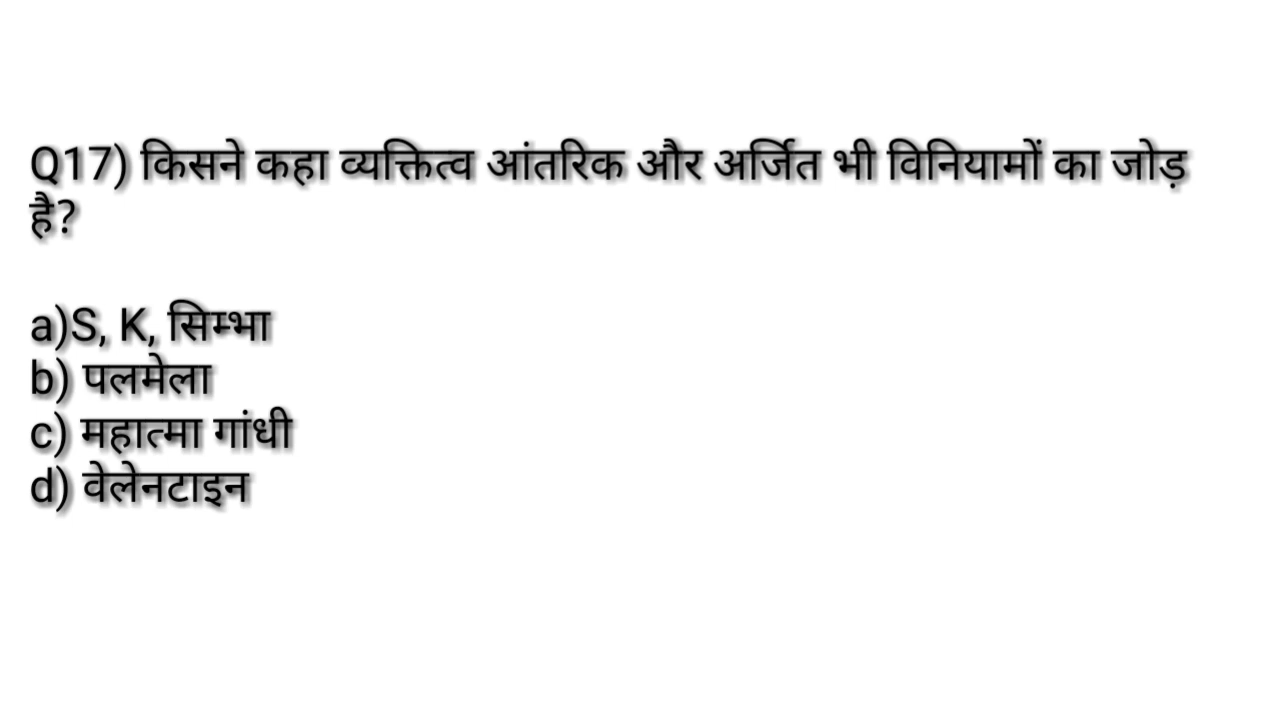 Q17) किसने कहा व्यक्तित्व आंतरिक और अर्जित भी विनियामों का जोड़
है?
a)S, K, सिम्भा
b) पलमेला
c) महात्मा गांधी
d) वेलेनटाइन